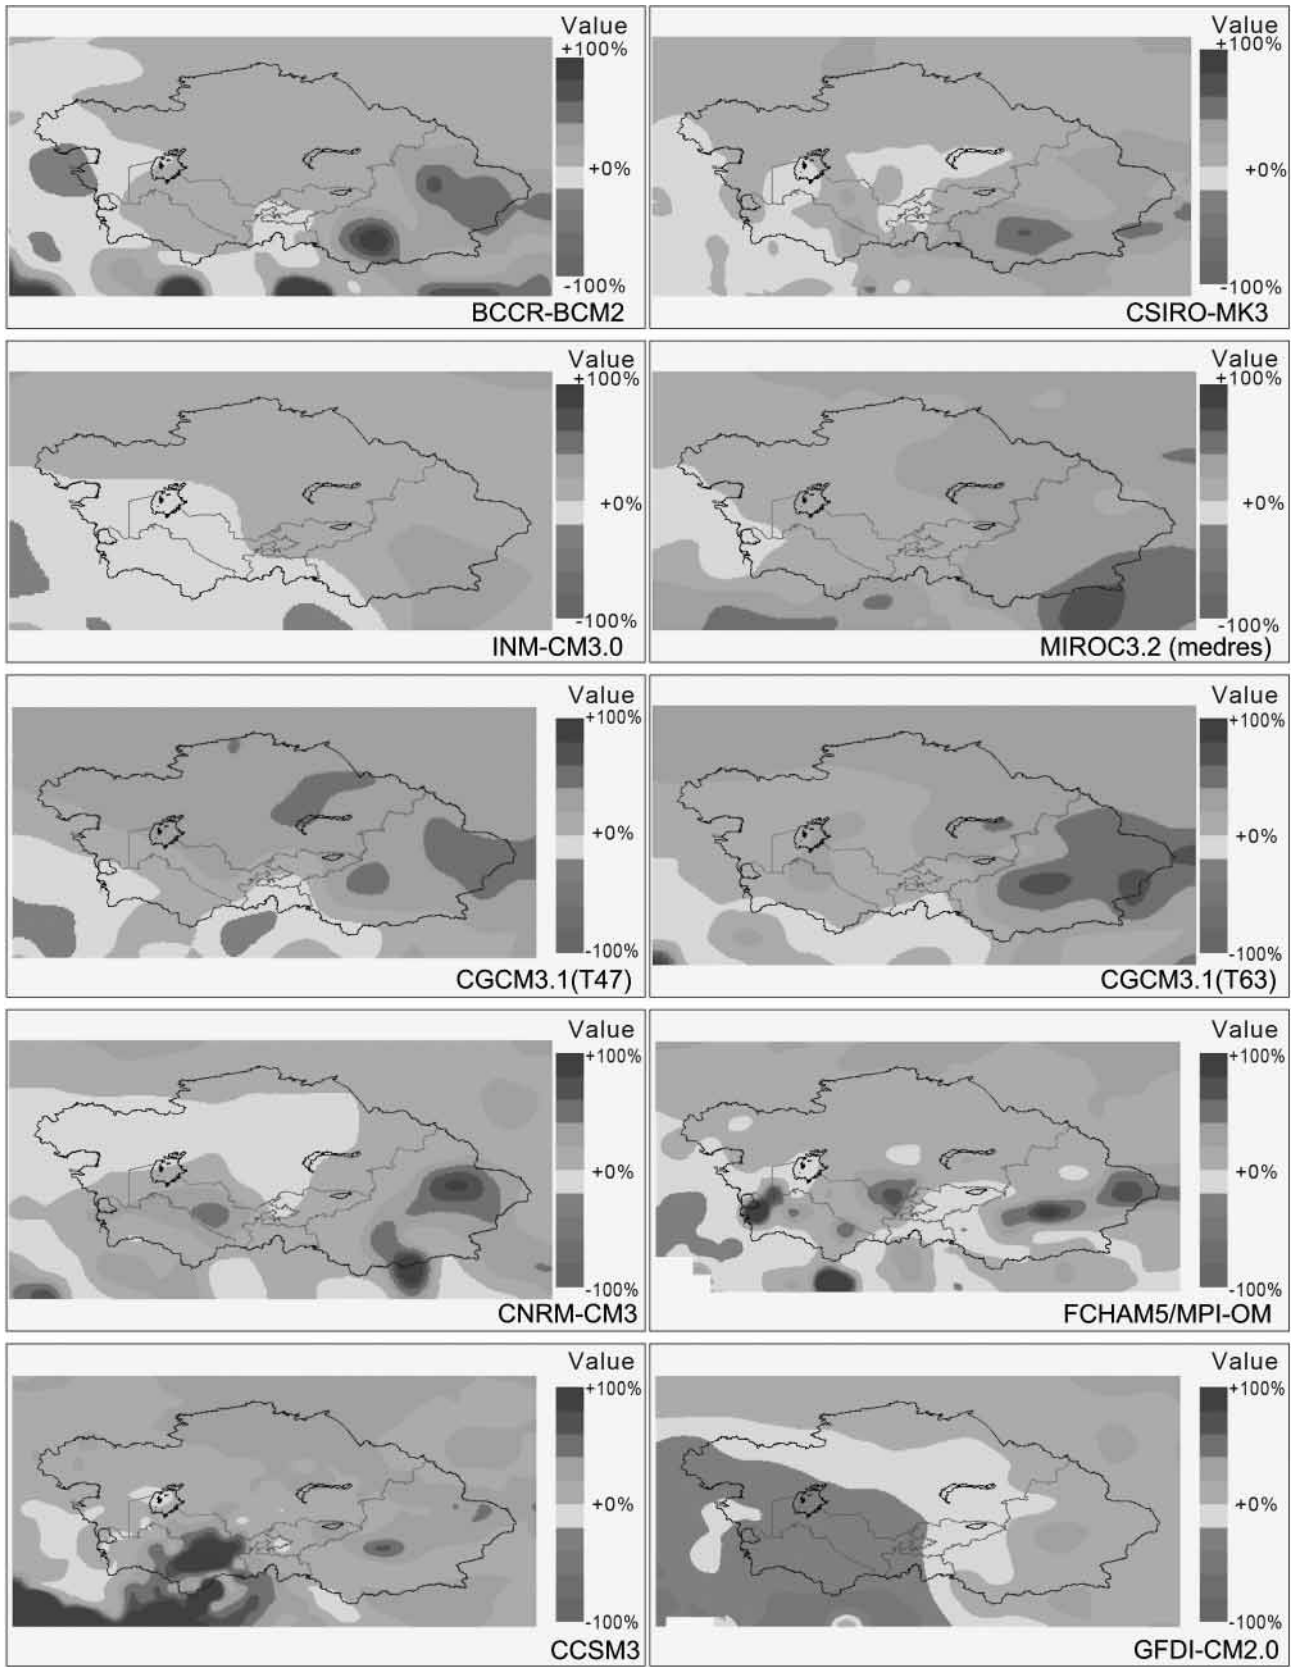 Value
+100%
+0%
-100%
BCCR-BCM2
Value
+100%
+0%
-100%
CSIRO-MK3
Value
+100%
+0%
-100%
INM-CM3.0
Value
+100%
+0%
-100%
MIROC3.2 (medres)
Value
+100%
+0%
-100%
CGCM3.1(T47)
Value
+100%
+0%
-100%
CGCM3.1(T63)
Value
+100%
+0%
-100%
CNRM-CM3
Value
+100%
+0%
-100%
FCHAM5/MPI-OM
Value
+100%
+0%
-100%
CCSM3
Value
+100%
+0%
-100%
GFDI-CM2.0